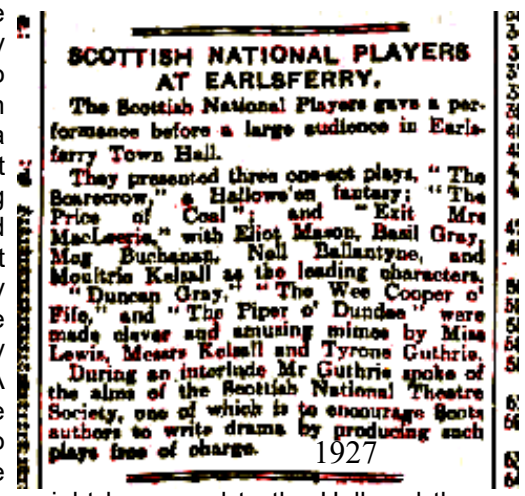 SCOTTISH NATIONAL PLAYERS
AT EARLSFERRY.
The Scottish National Players gave a per-
formance before a large audience in Earls-
ferry Town Hall.
They presented three one-act plays, "The
Scarecrow," a Hallowe'en fantasy; "The
Price of Coal"; and "Exit Mrs
MacLeerie," with Eliot Mason, Basil Gray,
Meg Buchanan, Nell Ballantyne, and
Moultrie Kelsall as the leading characters.
"Duncan Gray," "The Wee Cooper o'
Fife," and "The Piper o' Dundee" were
made clever and amusing mimes by Miss
Lewis, Messrs Kelsall and Tyrone Guthrie.
During an interlude Mr Guthrie spoke of
the aims of the Scottish National Theatre
Society, one of which is to encourage Scots
authors to write drama by producing such
plays free of charge.
1927